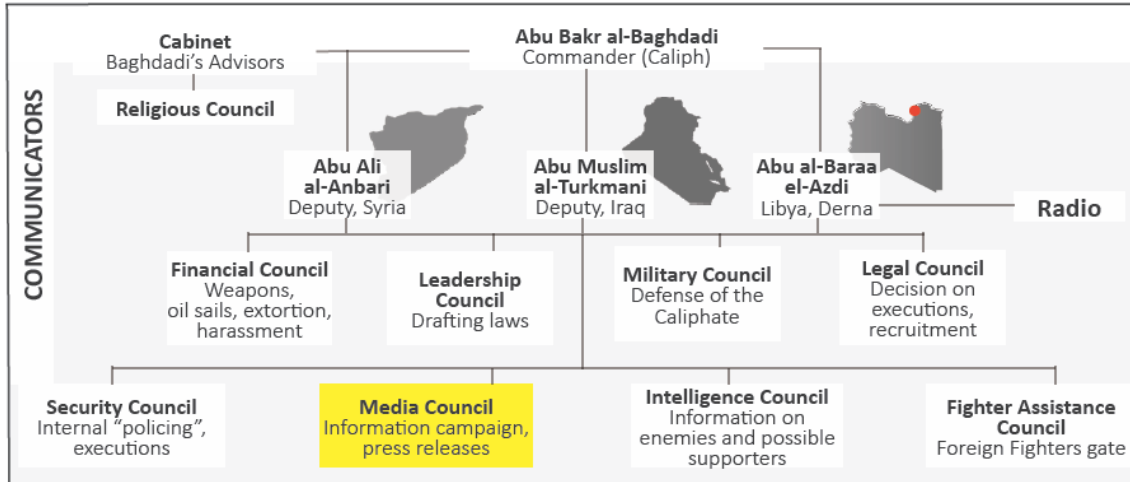 COMMUNICATORS
Cabinet
Baghdadi’s Advisors
Abu Bakr al-Baghdadi
Commander (Caliph)
Religious Council
Abu Ali
al-Anbari
Deputy, Syria
Abu Muslim
al-Turkmani
Deputy, Iraq
Abu al-Baraa
el-Azdi
Libya, Derna
Radio
Financial Council
Weapons,
oil sails, extortion,
harassment
Leadership
Council
Drafting laws
Military Council
Defense of the
Caliphate
Legal Council
Decision on
executions,
recruitment
Security Council
Internal “policing”,
executions
Media Council
Information campaign,
press releases
Intelligence Council
Information on
enemies and possible
supporters
Fighter Assistance
Council
Foreign Fighters gate